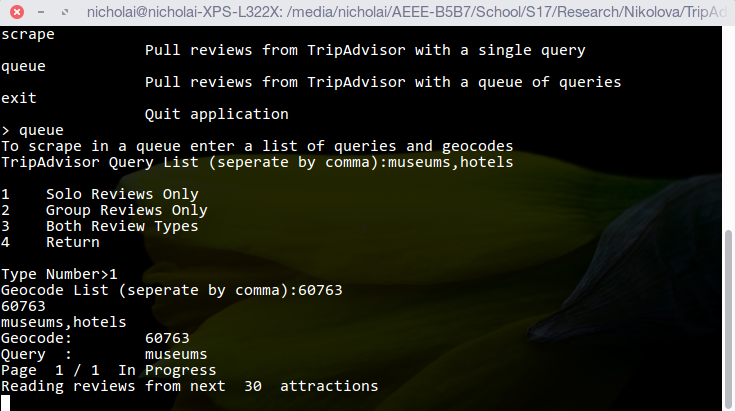 nicholai@nicholai-XPS-L322X: /media/nicholai/AEEE-B5B7/School/S17/Research/Nikolova/TripAd
scrape
Pull reviews from TripAdvisor with a single query
queue
Pull reviews from TripAdvisor with a queue of queries
exit
Quit application
> queue
To scrape in a queue enter a list of queries and geocodes
TripAdvisor Query List (seperate by comma):museums,hotels
1 Solo Reviews Only
2 Group Reviews Only
3 Both Review Types
4 Return
Type Number>1
Geocode List (seperate by comma):60763
60763
museums,hotels
Geocode: 60763
Query : museums
Page 1 / 1 In Progress
Reading reviews from next 30 attractions